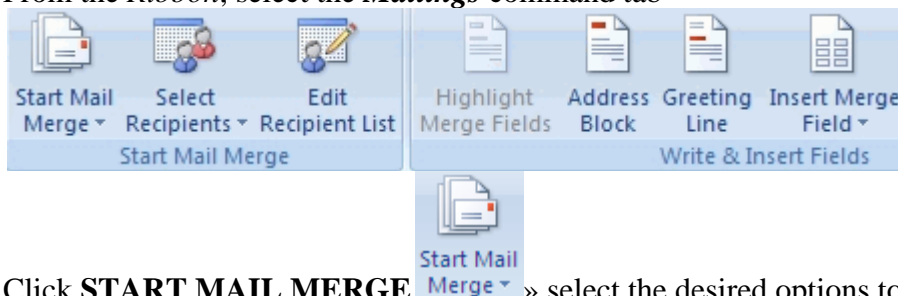 From the Ribbon, select the Mailings command tab
Start Mail Select Edit Highlight Address Greeting Insert Merge
Merge Recipients Recipient List Merge Fields Block Line Field
Start Mail Merge Write & Insert Fields
Start Mail
Click START MAIL MERGE Merge » select the desired options to